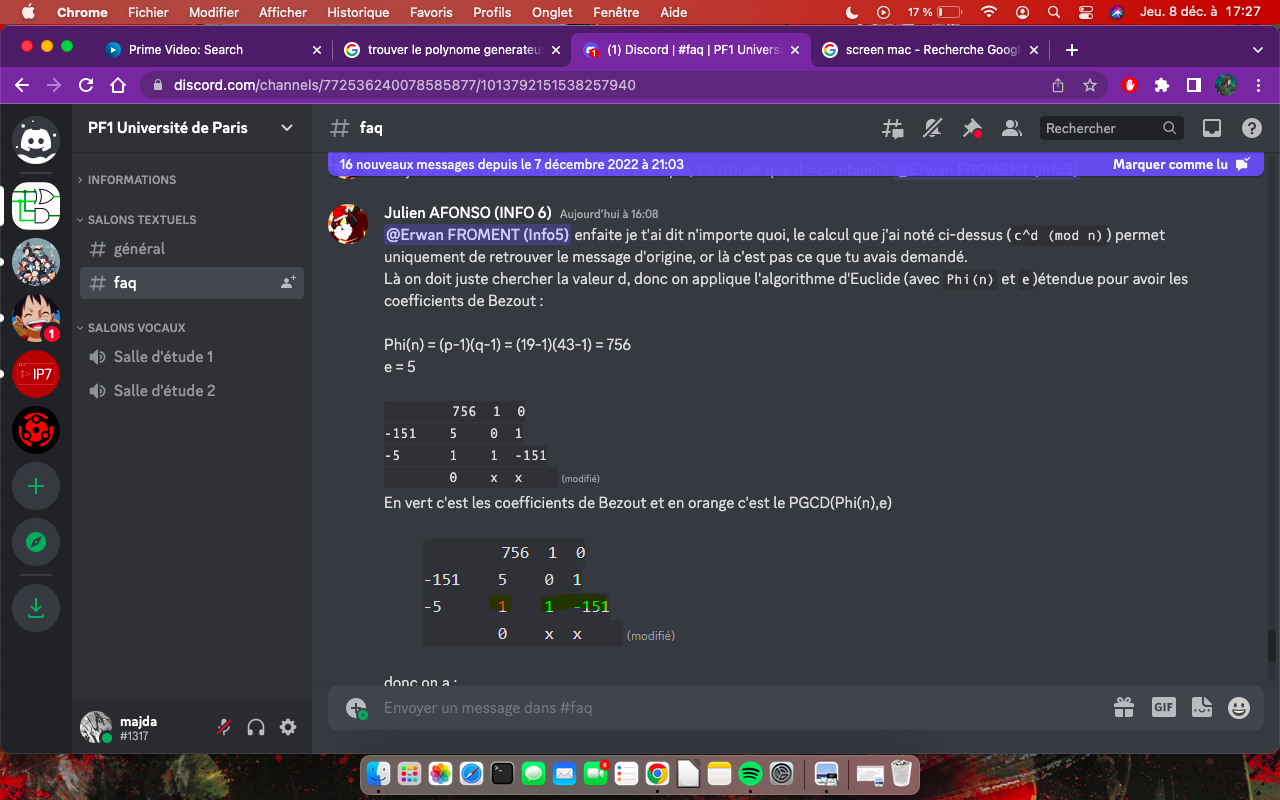 Chrome Fichier Modifier Afficher Historique Favoris Profils Onglet Fenêtre Aide 17 % Jeu. 8 déc. à 17:27
Prime Video: Search trouver le polynome generateu (1) Discord | #faq | PF1 Univers screen mac - Recherche Googl
discord.com/channels/772536240078585877/1013792151538257940
PF1 Université de Paris
# faq
Rechercher
16 nouveaux messages depuis le 7 décembre 2022 à 21:03 Marquer comme lu
INFORMATIONS
SALONS TEXTUELS
# général
# faq
SALONS VOCAUX
Salle d'étude 1
Salle d'étude 2
1
IP7
Julien AFONSO (INFO 6) Aujourd'hui à 16:08
@Erwan FROMENT (Info5) enfaite je t'ai dit n'importe quoi, le calcul que j'ai noté ci-dessus ( c^d (mod n) ) permet
uniquement de retrouver le message d'origine, or là c'est pas ce que tu avais demandé.
Là on doit juste chercher la valeur d, donc on applique l'algorithme d'Euclide (avec Phi(n) et e )étendue pour avoir les
coefficients de Bezout :
Phi(n) = (p-1)(q-1) = (19-1)(43-1) = 756
e = 5
756 1 0
-151 5 0 1
-5 1 1 -151
0 x x (modifié)
En vert c'est les coefficients de Bezout et en orange c'est le PGCD(Phi(n),e)
756 1 0
-151 5 0 1
-5 1 1 -151
0 x x (modifié)
donc on a :
Envoyer un message dans #faq
GIF
majda
#1317